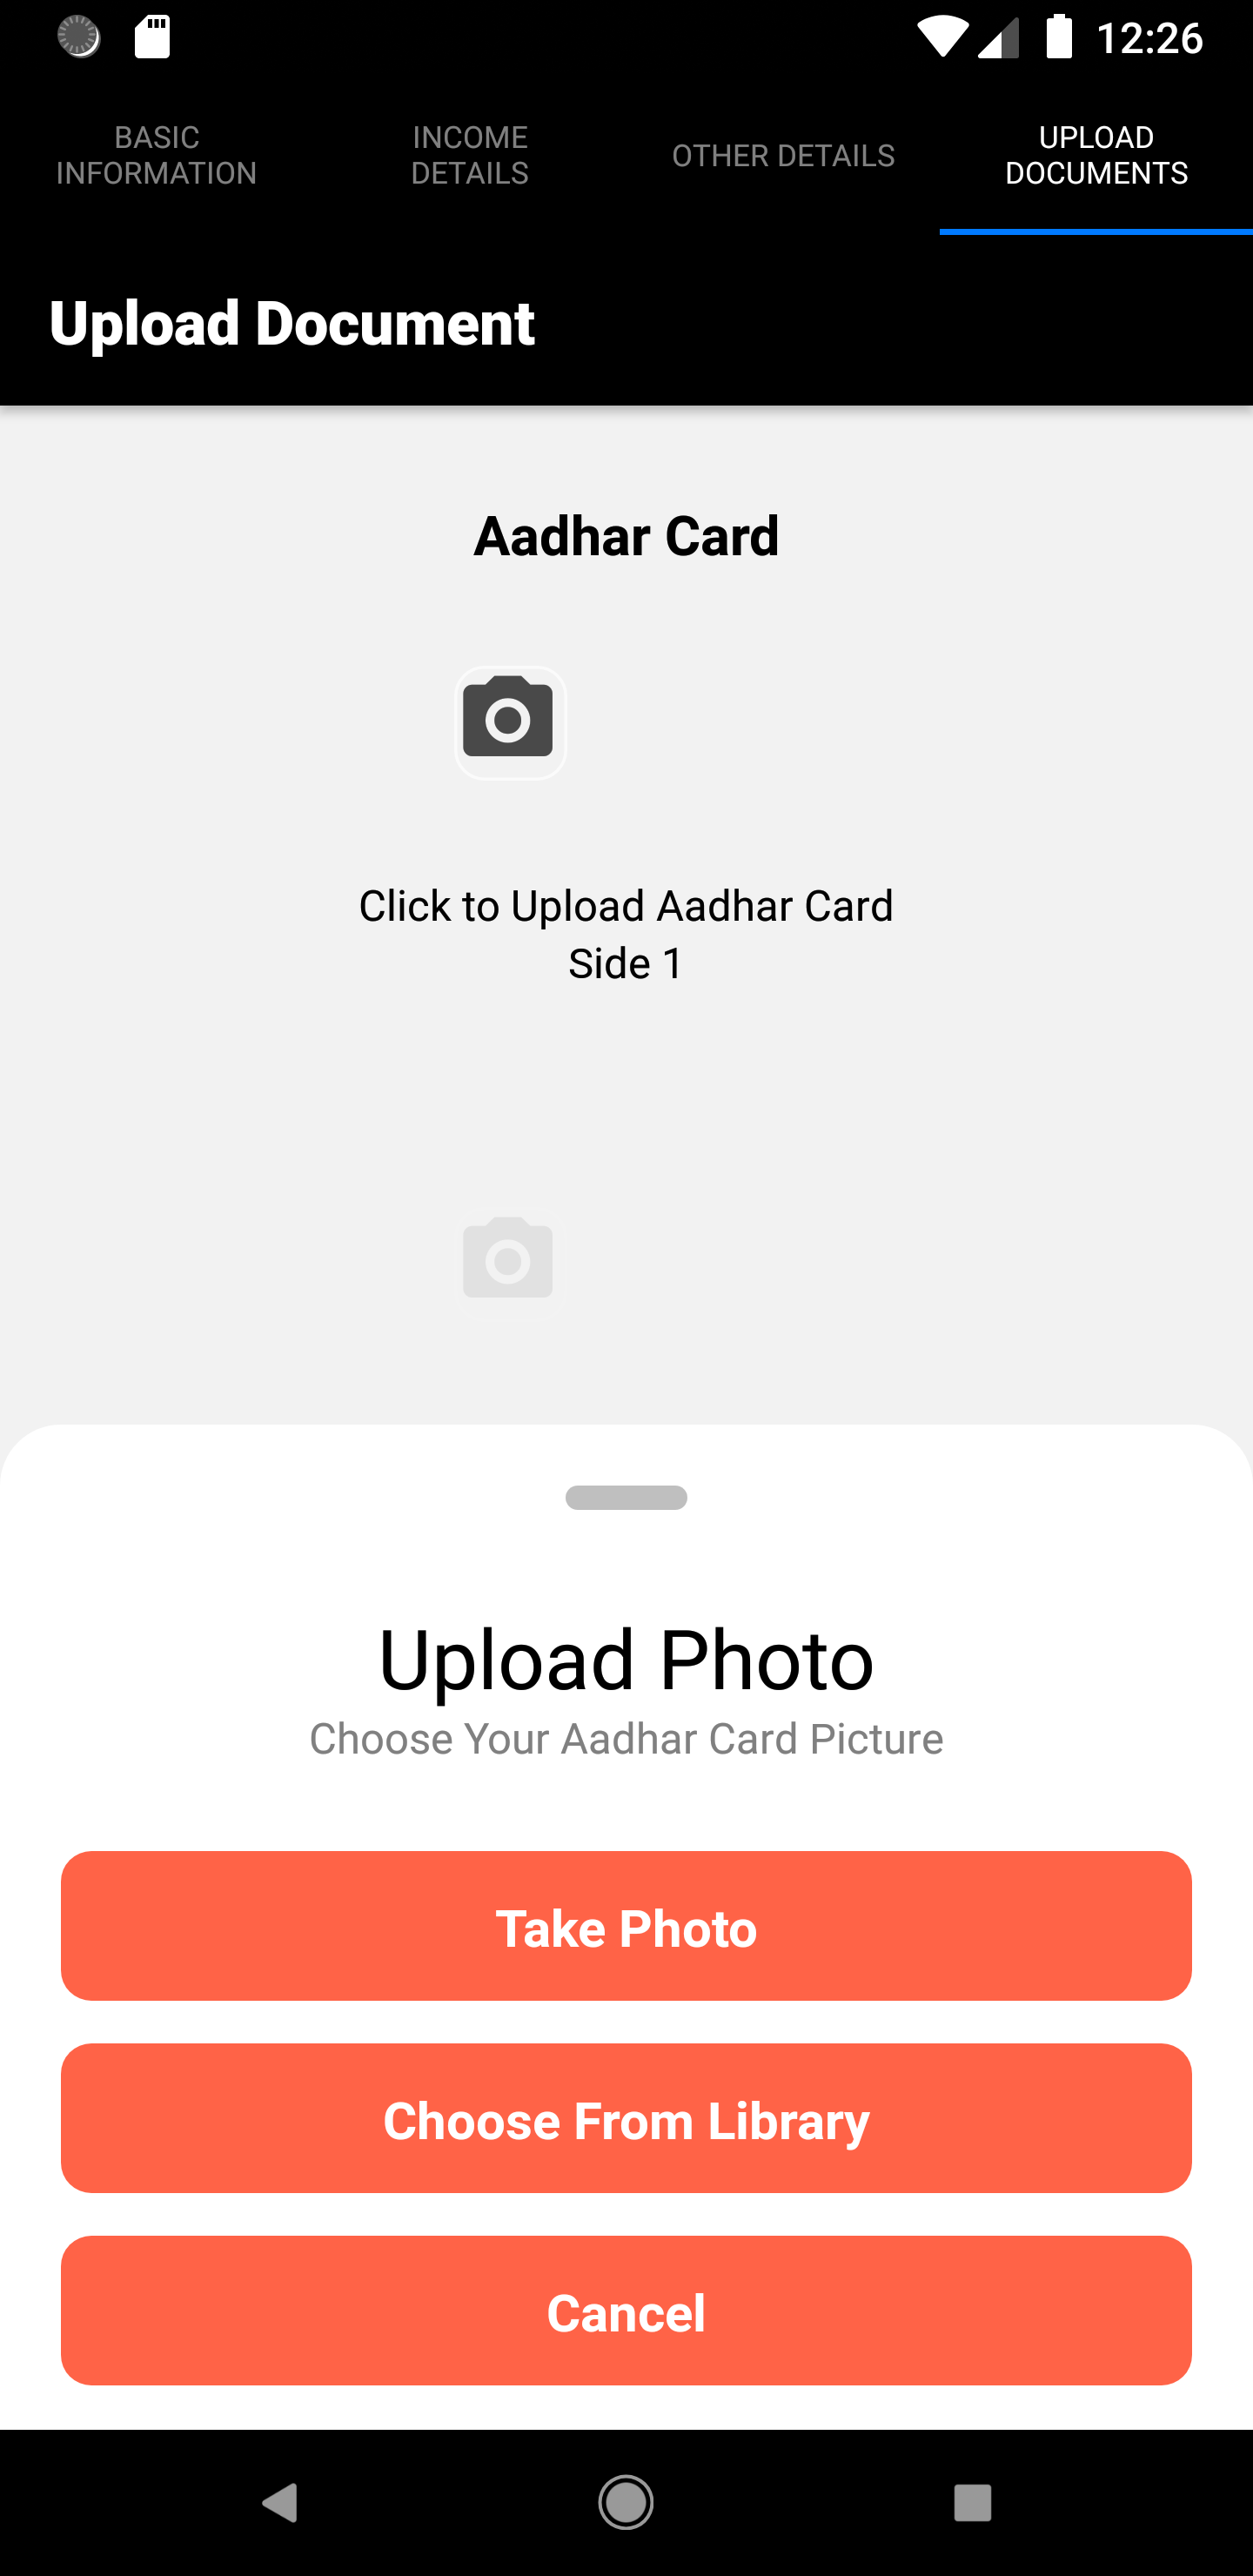 12:26
BASIC
INFORMATION
INCOME
DETAILS
OTHER DETAILS
UPLOAD
DOCUMENTS
Upload Document
Aadhar Card
Click to Upload Aadhar Card
Side 1
Upload Photo
Choose Your Aadhar Card Picture
Take Photo
Choose From Library
Cancel